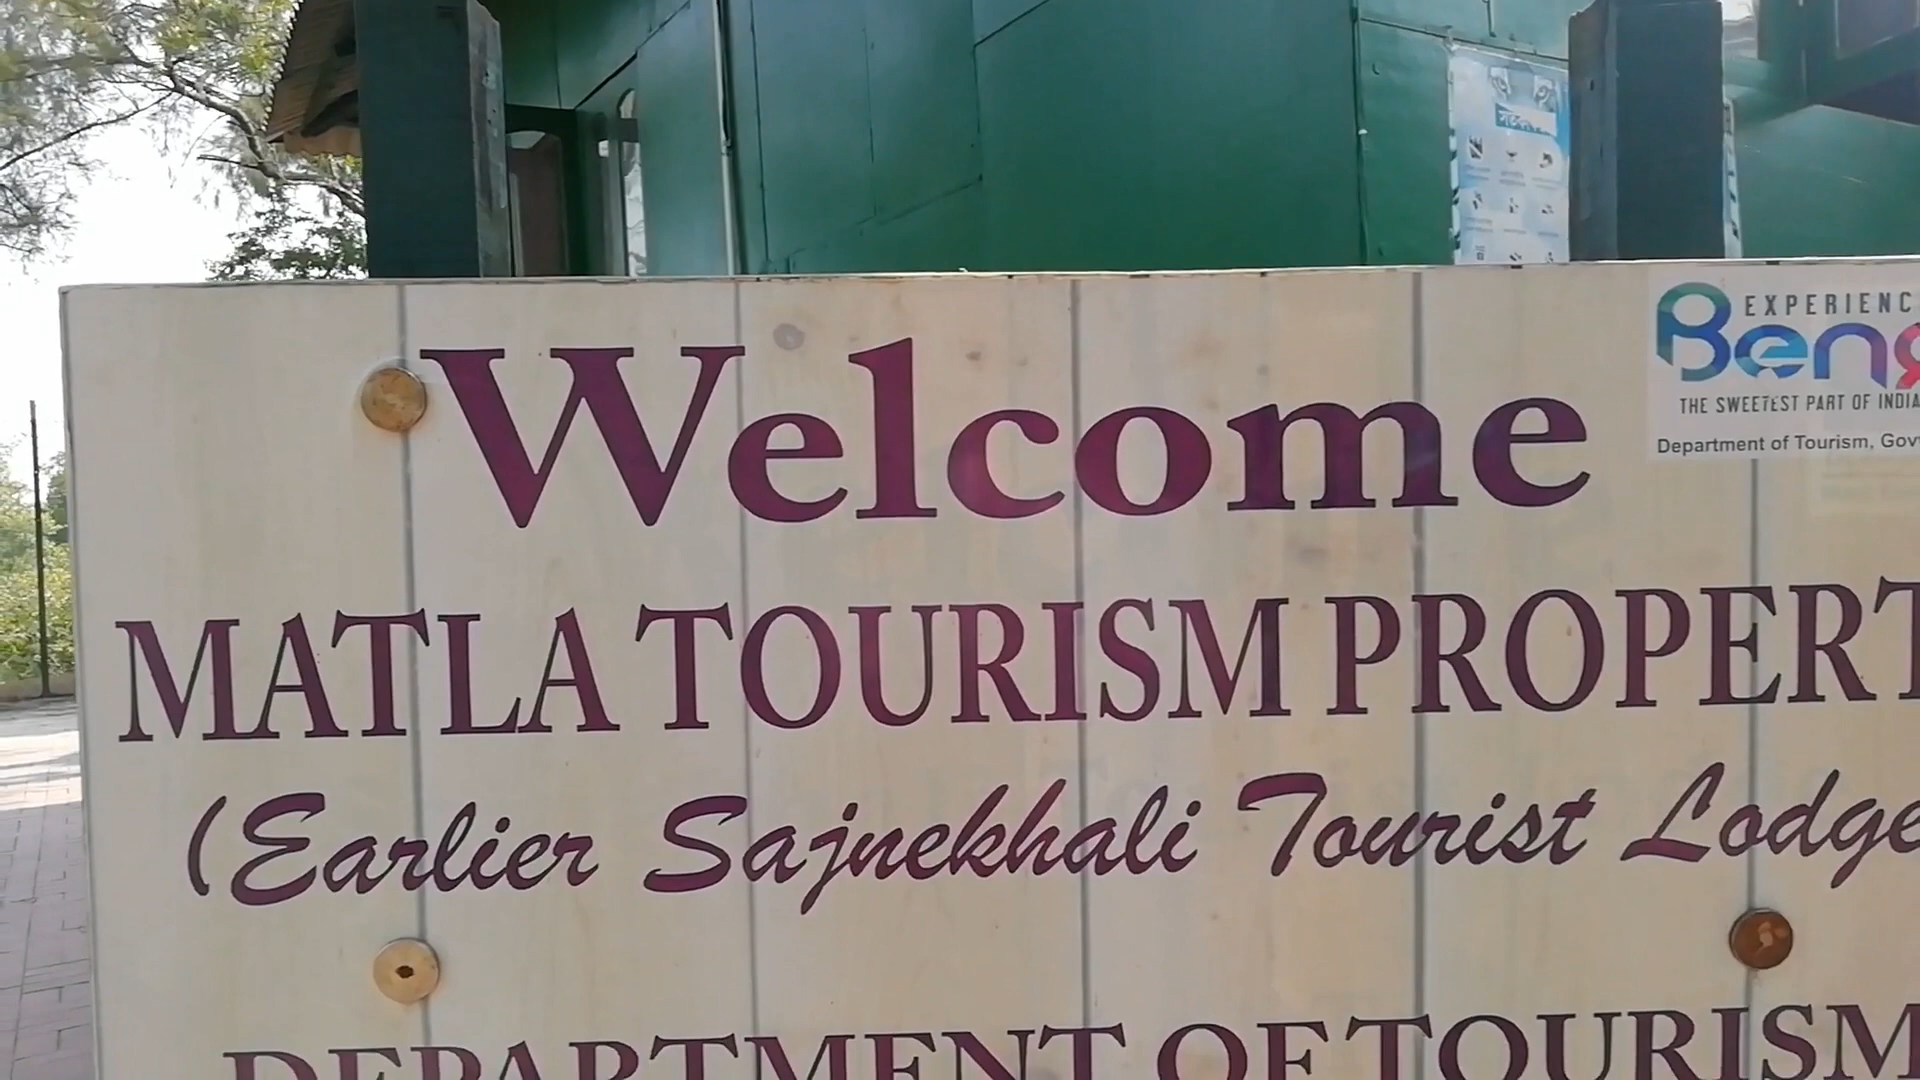 EXPERIENC
Beng
THE SWEETEST PART OF INDIA
Department of Tourism, Gov
Welcome
MATLA TOURISM PROPERT
(Earlier Sajnekhali Tourist Lodge
DEPARTMENT OF TOURISM